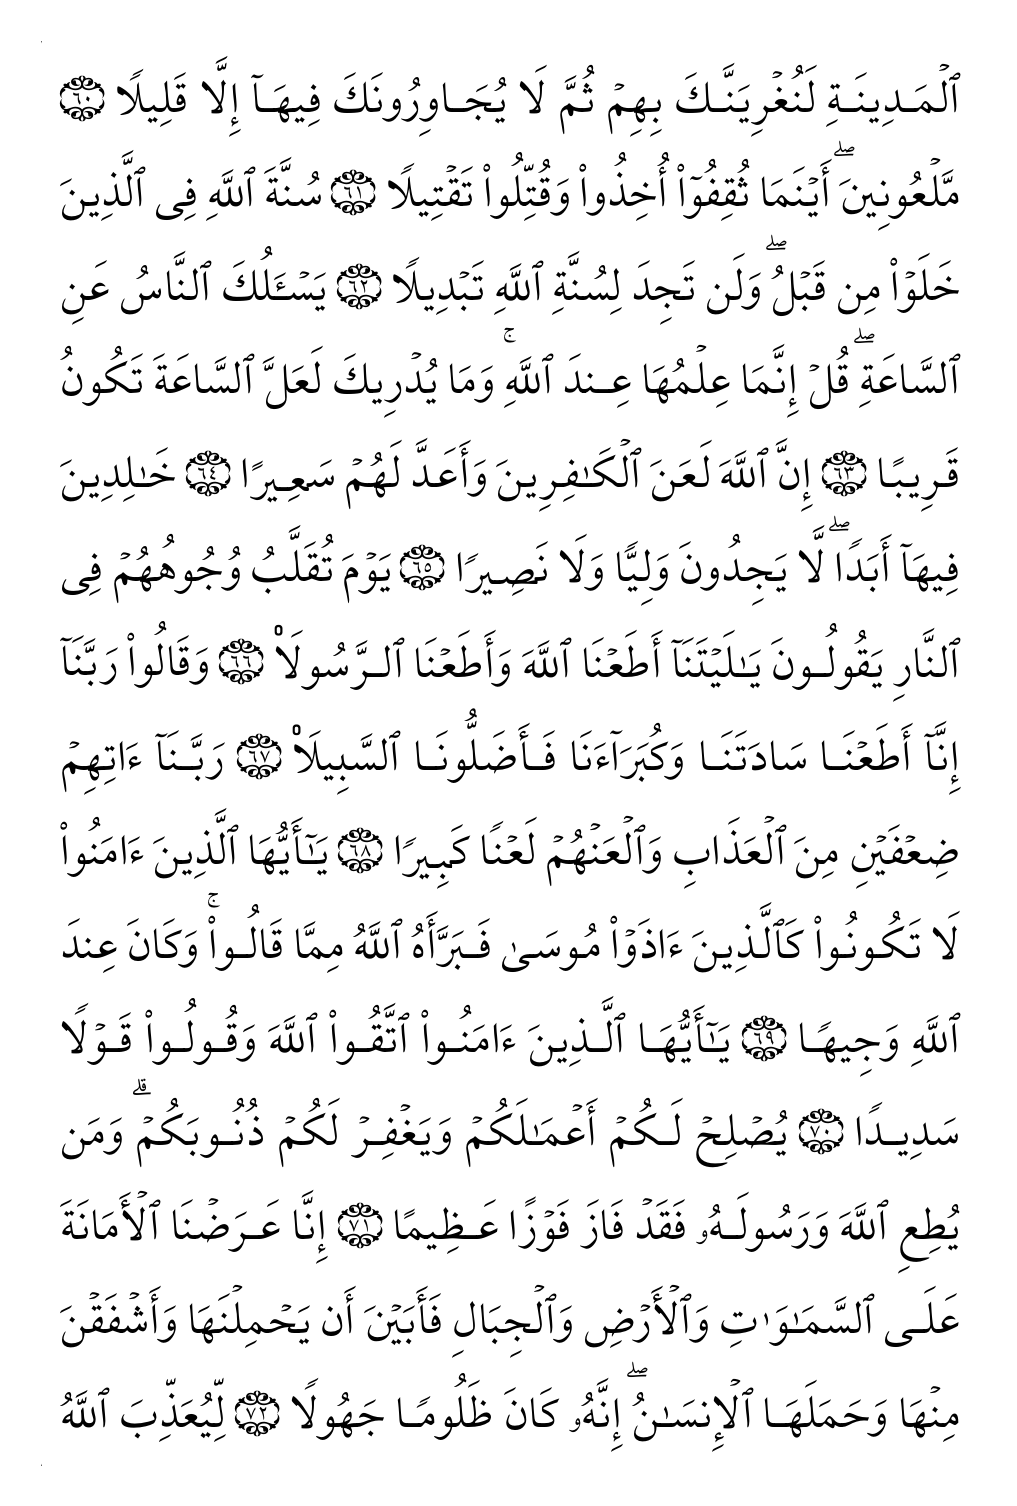 ٱلْمَدِينَةِ لَنُغْرِيَنَّكَ بِهِمْ ثُمَّ لَا يُجَاوِرُونَكَ فِيهَآ إِلَّا قَلِيلًا ۝٦٠
مَّلْعُونِينَۖ أَيْنَمَا ثُقِفُوٓا۟ أُخِذُوا۟ وَقُتِّلُوا۟ تَقْتِيلًا ۝٦١ سُنَّةَ ٱللَّهِ فِى ٱلَّذِينَ
خَلَوْا۟ مِن قَبْلُۖ وَلَن تَجِدَ لِسُنَّةِ ٱللَّهِ تَبْدِيلًا ۝٦٢ يَسْـَٔلُكَ ٱلنَّاسُ عَنِ
ٱلسَّاعَةِۖ قُلْ إِنَّمَا عِلْمُهَا عِندَ ٱللَّهِۚ وَمَا يُدْرِيكَ لَعَلَّ ٱلسَّاعَةَ تَكُونُ
قَرِيبًا ۝٦٣ إِنَّ ٱللَّهَ لَعَنَ ٱلْكَـٰفِرِينَ وَأَعَدَّ لَهُمْ سَعِيرًا ۝٦٤ خَـٰلِدِينَ
فِيهَآ أَبَدًاۖ لَّا يَجِدُونَ وَلِيًّا وَلَا نَصِيرًا ۝٦٥ يَوْمَ تُقَلَّبُ وُجُوهُهُمْ فِى
ٱلنَّارِ يَقُولُونَ يَـٰلَيْتَنَآ أَطَعْنَا ٱللَّهَ وَأَطَعْنَا ٱلرَّسُولَا۠ ۝٦٦ وَقَالُوا۟ رَبَّنَآ
إِنَّآ أَطَعْنَا سَادَتَنَا وَكُبَرَآءَنَا فَأَضَلُّونَا ٱلسَّبِيلَا۠ ۝٦٧ رَبَّنَآ ءَاتِهِمْ
ضِعْفَيْنِ مِنَ ٱلْعَذَابِ وَٱلْعَنْهُمْ لَعْنًا كَبِيرًا ۝٦٨ يَـٰٓأَيُّهَا ٱلَّذِينَ ءَامَنُوا۟
لَا تَكُونُوا۟ كَٱلَّذِينَ ءَاذَوْا۟ مُوسَىٰ فَبَرَّأَهُ ٱللَّهُ مِمَّا قَالُوا۟ۚ وَكَانَ عِندَ
ٱللَّهِ وَجِيهًا ۝٦٩ يَـٰٓأَيُّهَا ٱلَّذِينَ ءَامَنُوا۟ ٱتَّقُوا۟ ٱللَّهَ وَقُولُوا۟ قَوْلًا
سَدِيدًا ۝٧٠ يُصْلِحْ لَكُمْ أَعْمَـٰلَكُمْ وَيَغْفِرْ لَكُمْ ذُنُوبَكُمْۗ وَمَن
يُطِعِ ٱللَّهَ وَرَسُولَهُۥ فَقَدْ فَازَ فَوْزًا عَظِيمًا ۝٧١ إِنَّا عَرَضْنَا ٱلْأَمَانَةَ
عَلَى ٱلسَّمَـٰوَٰتِ وَٱلْأَرْضِ وَٱلْجِبَالِ فَأَبَيْنَ أَن يَحْمِلْنَهَا وَأَشْفَقْنَ
مِنْهَا وَحَمَلَهَا ٱلْإِنسَـٰنُۖ إِنَّهُۥ كَانَ ظَلُومًا جَهُولًا ۝٧٢ لِّيُعَذِّبَ ٱللَّهُ